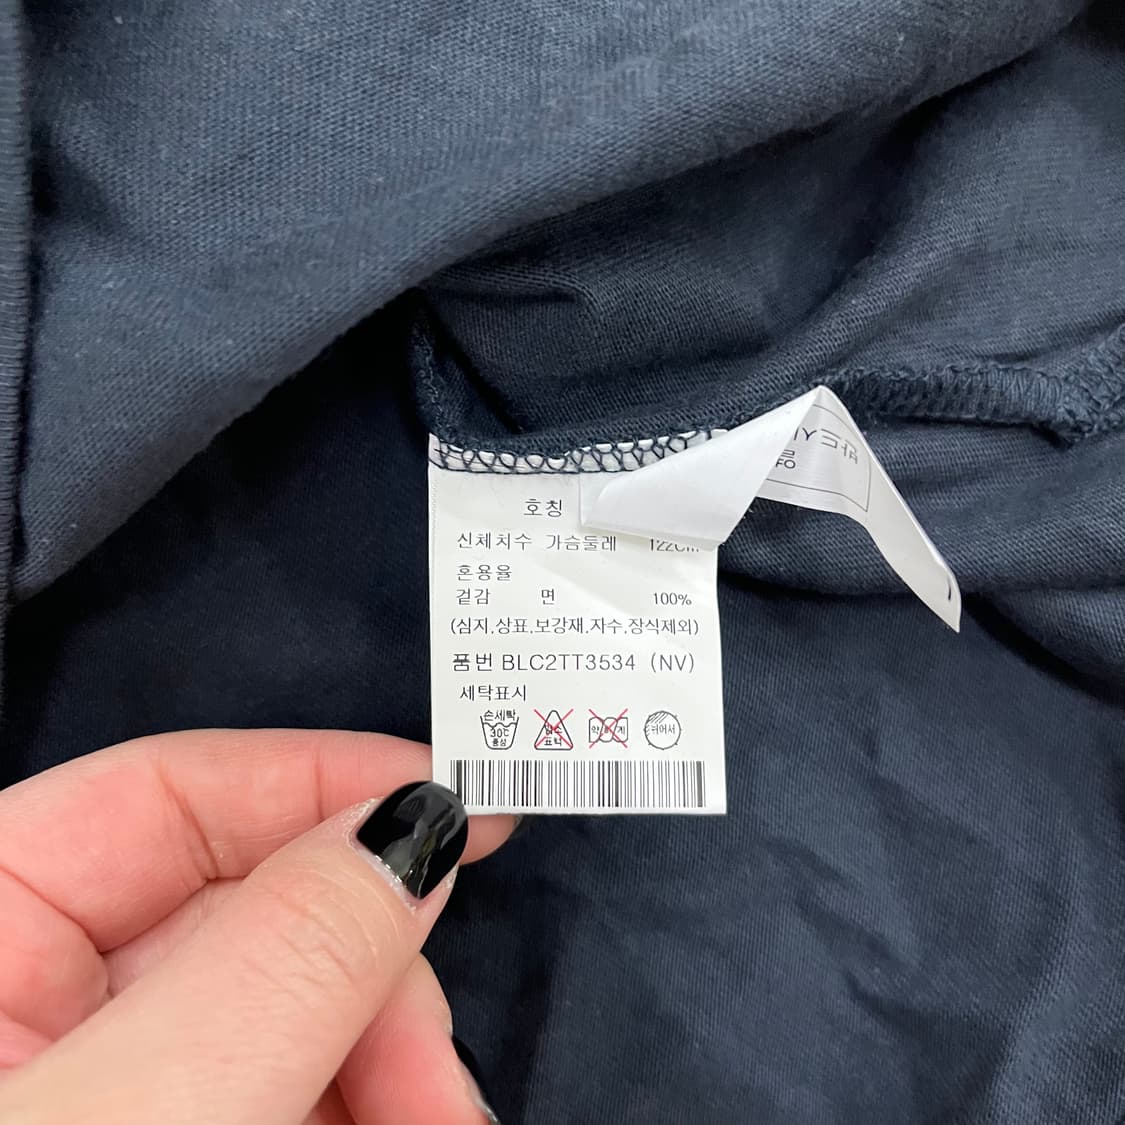 호칭
신체치수 가슴둘레 122cm
혼용율
겉감 면 100%
(심지,상표,보강재,자수,장식제외)
품번 BLC2TT3534 (NV)
세탁표시
손세탁
30℃
중성
뉘어서